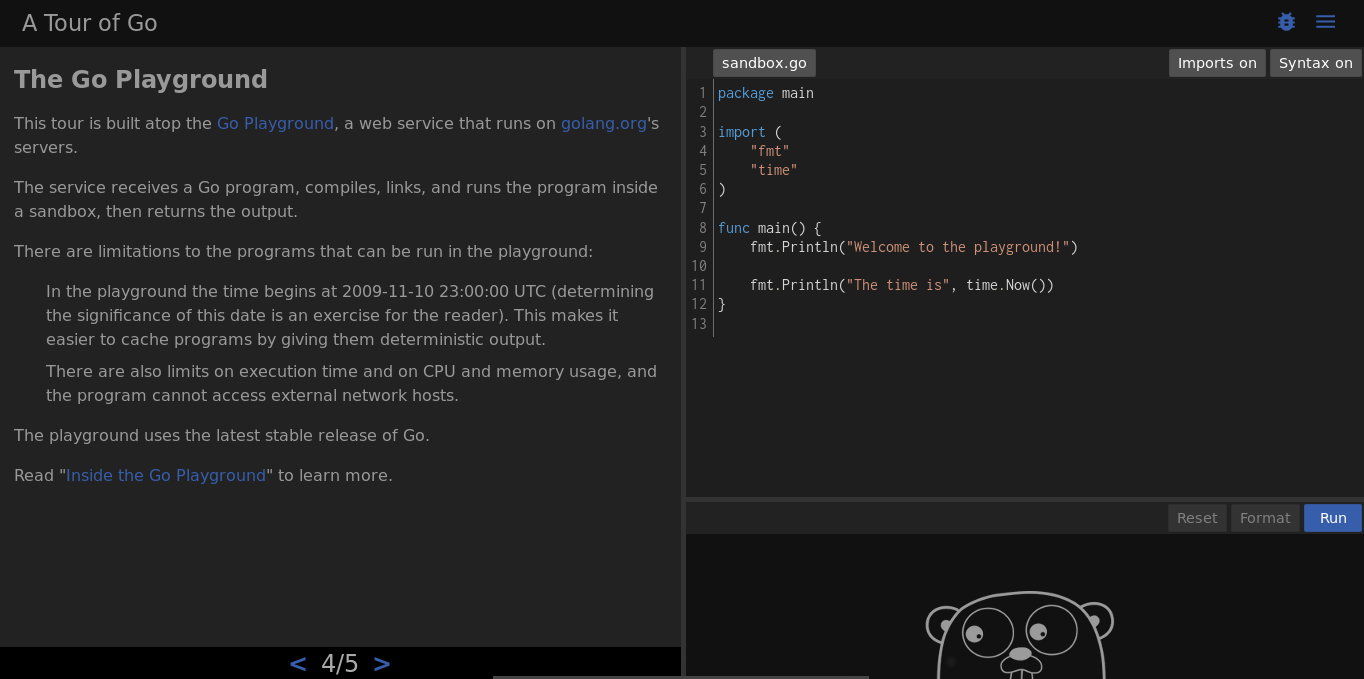 A Tour of Go
The Go Playground
This tour is built atop the Go Playground, a web service that runs on golang.org's
servers.
The service receives a Go program, compiles, links, and runs the program inside
a sandbox, then returns the output.
There are limitations to the programs that can be run in the playground:
In the playground the time begins at 2009-11-10 23:00:00 UTC (determining
the significance of this date is an exercise for the reader). This makes it
easier to cache programs by giving them deterministic output.
There are also limits on execution time and on CPU and memory usage, and
the program cannot access external network hosts.
The playground uses the latest stable release of Go.
Read "Inside the Go Playground" to learn more.
< 4/5 >
sandbox.go Imports on Syntax on
1 package main
2
3 import (
4     "fmt"
5     "time"
6 )
7
8 func main() {
9     fmt.Println("Welcome to the playground!")
10
11     fmt.Println("The time is", time.Now())
12 }
13
Reset Format Run